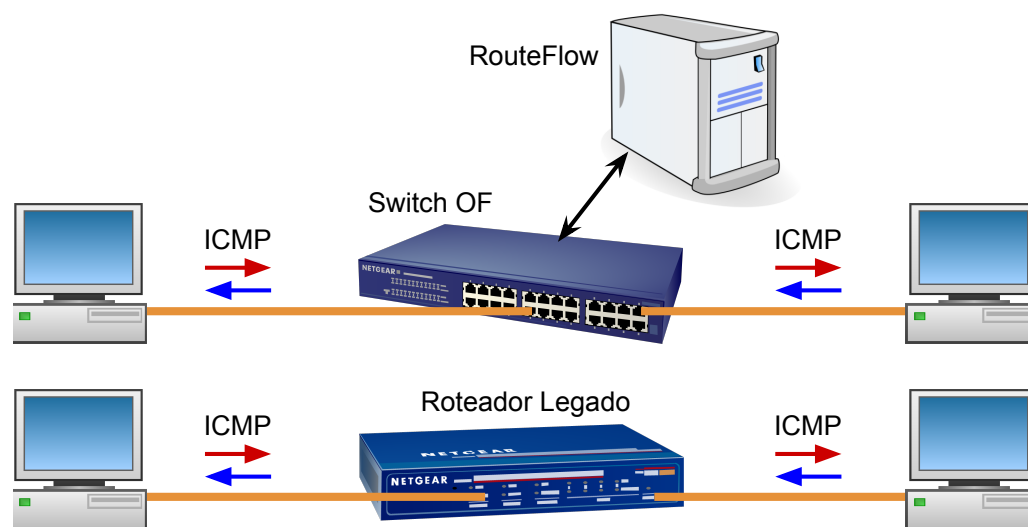 RouteFlow
Switch OF
ICMP
ICMP
NETGEAR
Roteador Legado
ICMP
ICMP
NETGEAR
NETGEAR